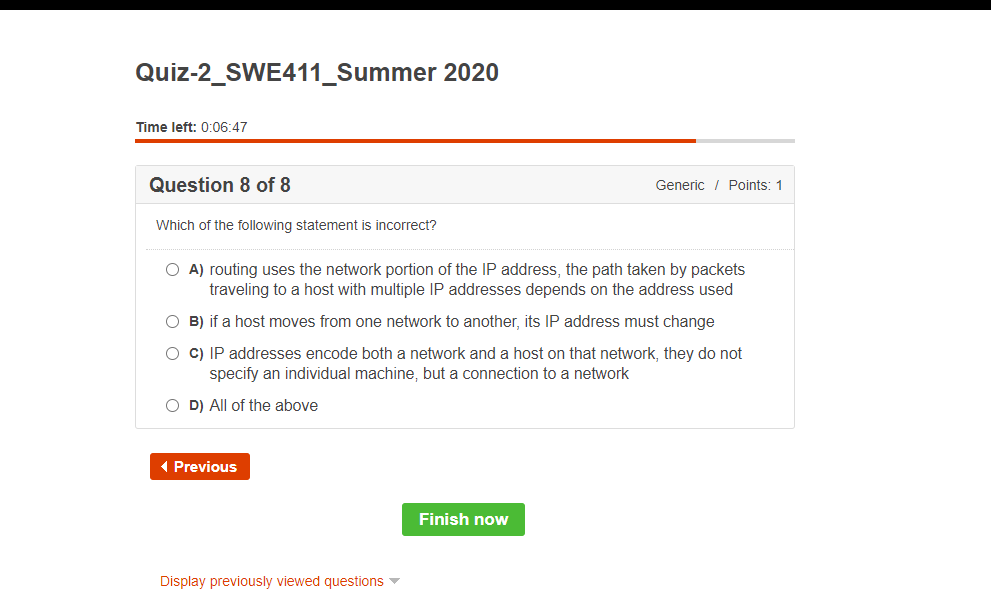 Quiz-2_SWE411_Summer 2020
Time left: 0:06:47
Question 8 of 8
Generic / Points: 1
Which of the following statement is incorrect?
A) routing uses the network portion of the IP address, the path taken by packets
traveling to a host with multiple IP addresses depends on the address used
B) if a host moves from one network to another, its IP address must change
C) IP addresses encode both a network and a host on that network, they do not
specify an individual machine, but a connection to a network
D) All of the above
Previous
Finish now
Display previously viewed questions